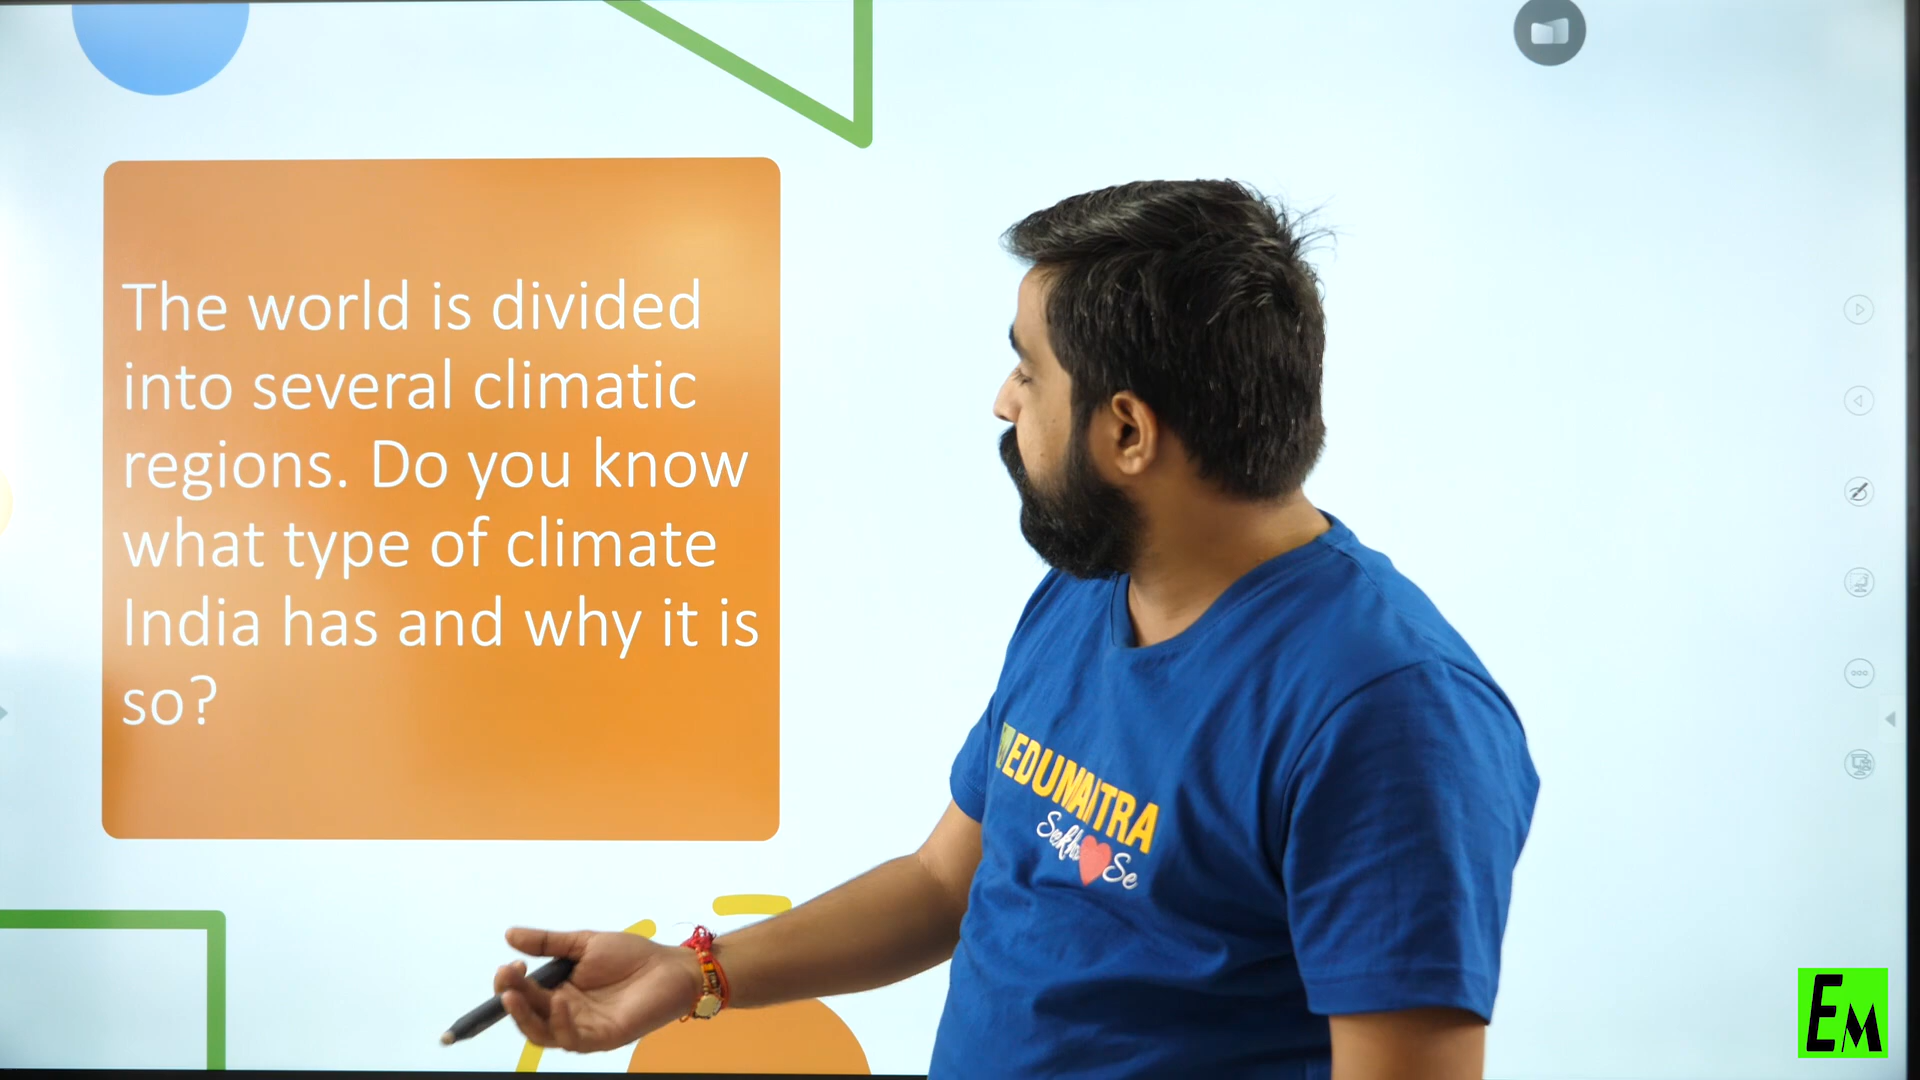 The world is divided
into several climatic
regions. Do you know
what type of climate
India has and why it is
so?
EDUMAITRA
Seekho Se
EM